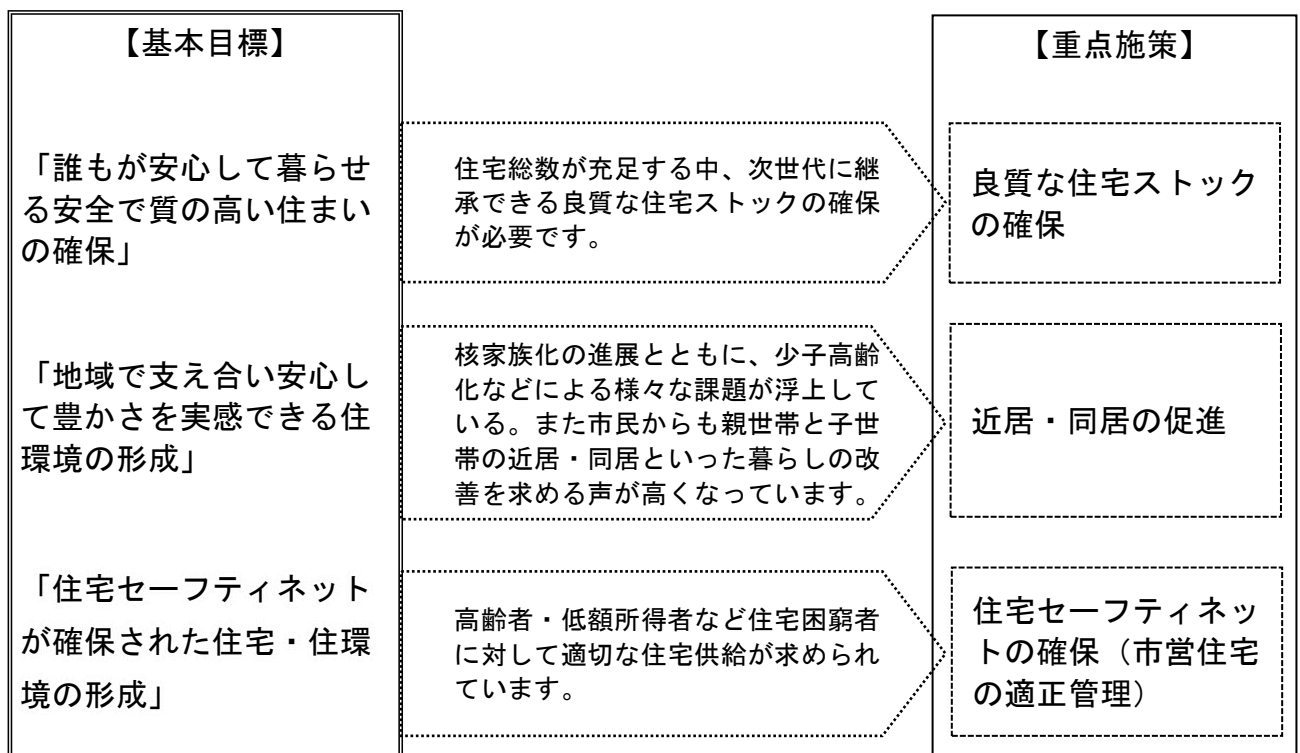 【基本目標】
【重点施策】
「誰もが安心して暮らせ
る安全で質の高い住まい
の確保」
住宅総数が充足する中、次世代に継
承できる良質な住宅ストックの確保
が必要です。
良質な住宅ストック
の確保
「地域で支え合い安心し
て豊かさを実感できる住
環境の形成」
核家族化の進展とともに、少子高齢
化などによる様々な課題が浮上して
いる。また市民からも親世帯と子世
帯の近居・同居といった暮らしの改
善を求める声が高くなっています。
近居・同居の促進
「住宅セーフティネット
が確保された住宅・住環
境の形成」
高齢者・低額所得者など住宅困窮者
に対して適切な住宅供給が求められ
ています。
住宅セーフティネッ
トの確保（市営住宅
の適正管理）